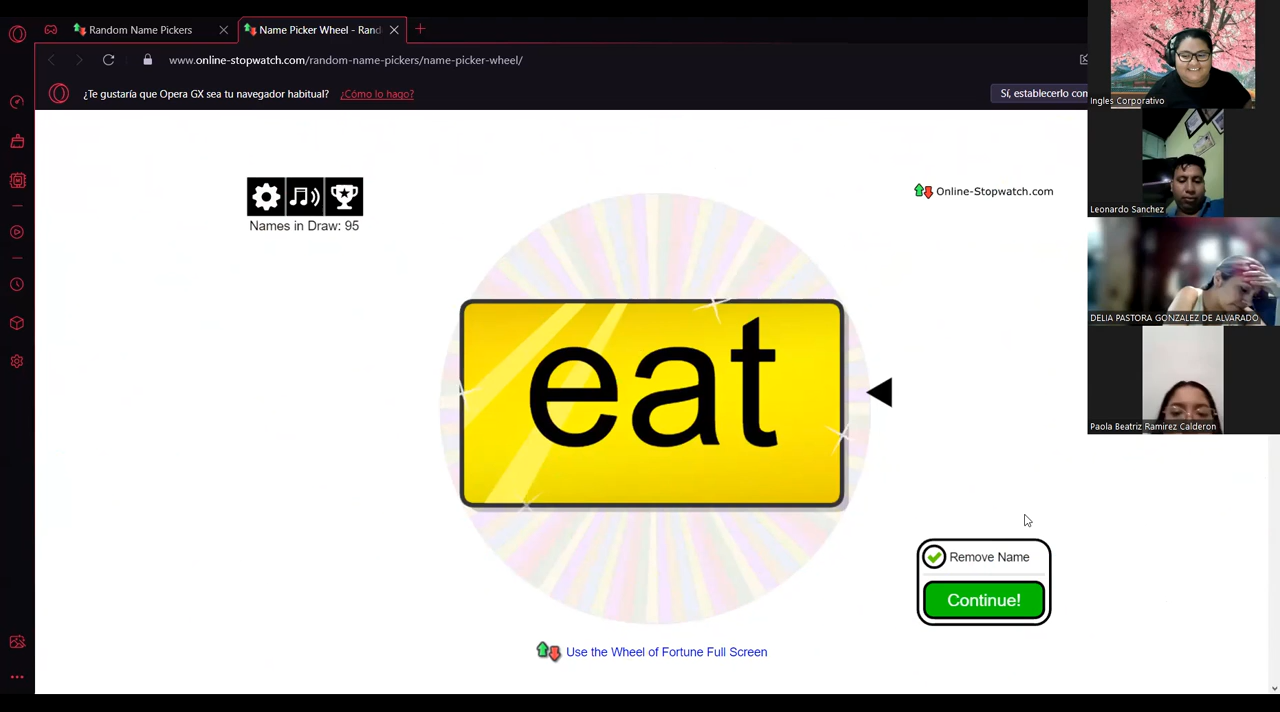 Random Name Pickers
Name Picker Wheel - Rand
www.online-stopwatch.com/random-name-pickers/name-picker-wheel/
¿Te gustaría que Opera GX sea tu navegador habitual? ¿Cómo lo hago?
Sí, establecerlo com
Ingles Corporativo
Leonardo Sanchez
DELIA PASTORA GONZALEZ DE ALVARADO
Paola Beatriz Ramirez Calderon
Names in Draw: 95
Online-Stopwatch.com
eat
Remove Name
Continue!
Use the Wheel of Fortune Full Screen